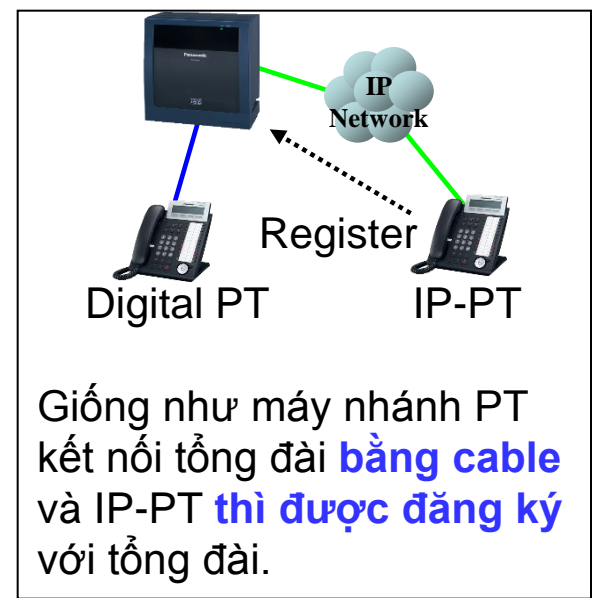 Panasonic
IP
Network
Register
Digital PT
IP-PT
Giống như máy nhánh PT
kết nối tổng đài bằng cable
và IP-PT thì được đăng ký
với tổng đài.